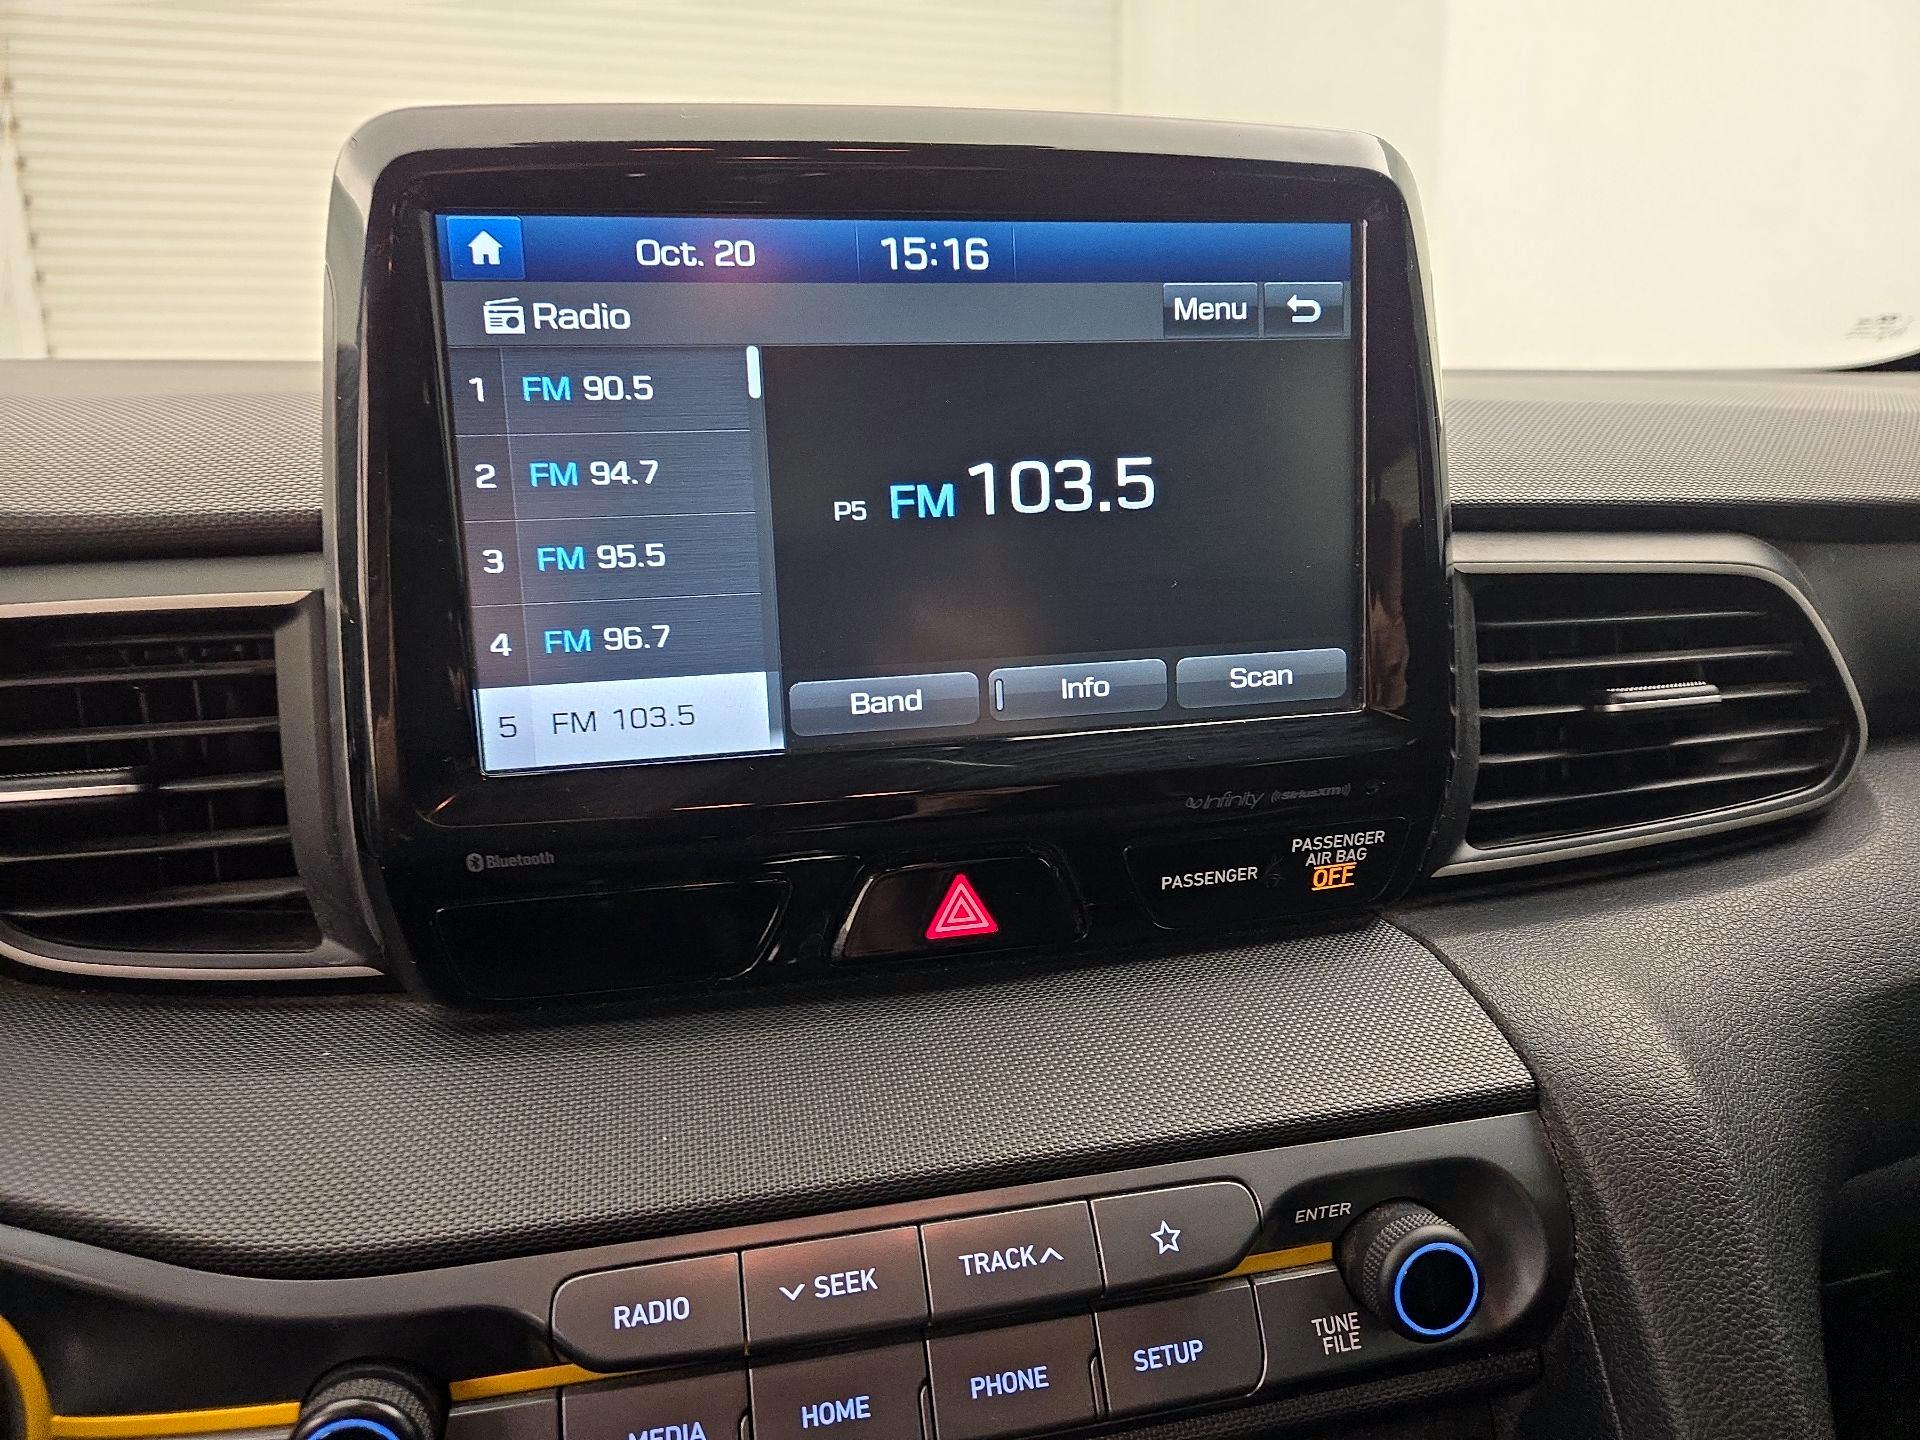 Oct. 20 15:16
Radio Menu
1 FM 90.5
2 FM 94.7
3 FM 95.5
4 FM 96.7
5 FM 103.5
P5 FM 103.5
Band Info Scan
Infinity SiriusXM
Bluetooth
PASSENGER
PASSENGER
AIR BAG
OFF
RADIO SEEK TRACK ENTER
MEDIA HOME PHONE SETUP
TUNE
FILE